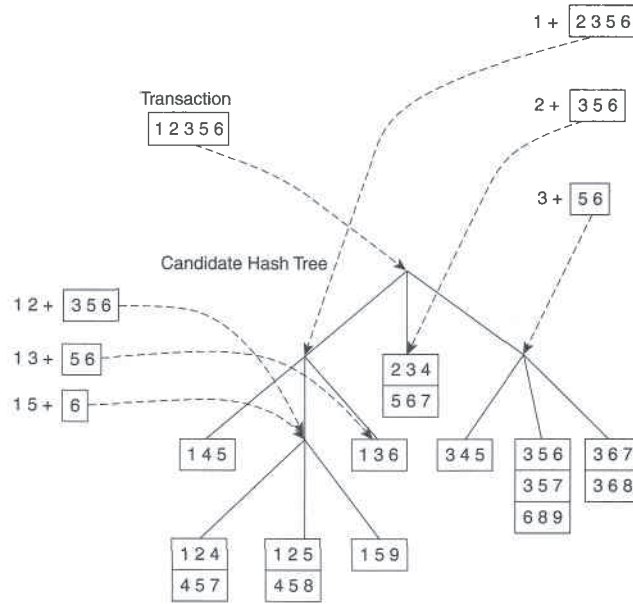 1 + 2 3 5 6
Transaction
2 + 3 5 6
1 2 3 5 6
3 + 5 6
Candidate Hash Tree
1 2 + 3 5 6
1 3 + 5 6
2 3 4
5 6 7
1 5 + 6
1 4 5
1 3 6
3 4 5
3 5 6
3 6 7
3 5 7
3 6 8
6 8 9
1 2 4
1 2 5
1 5 9
4 5 7
4 5 8